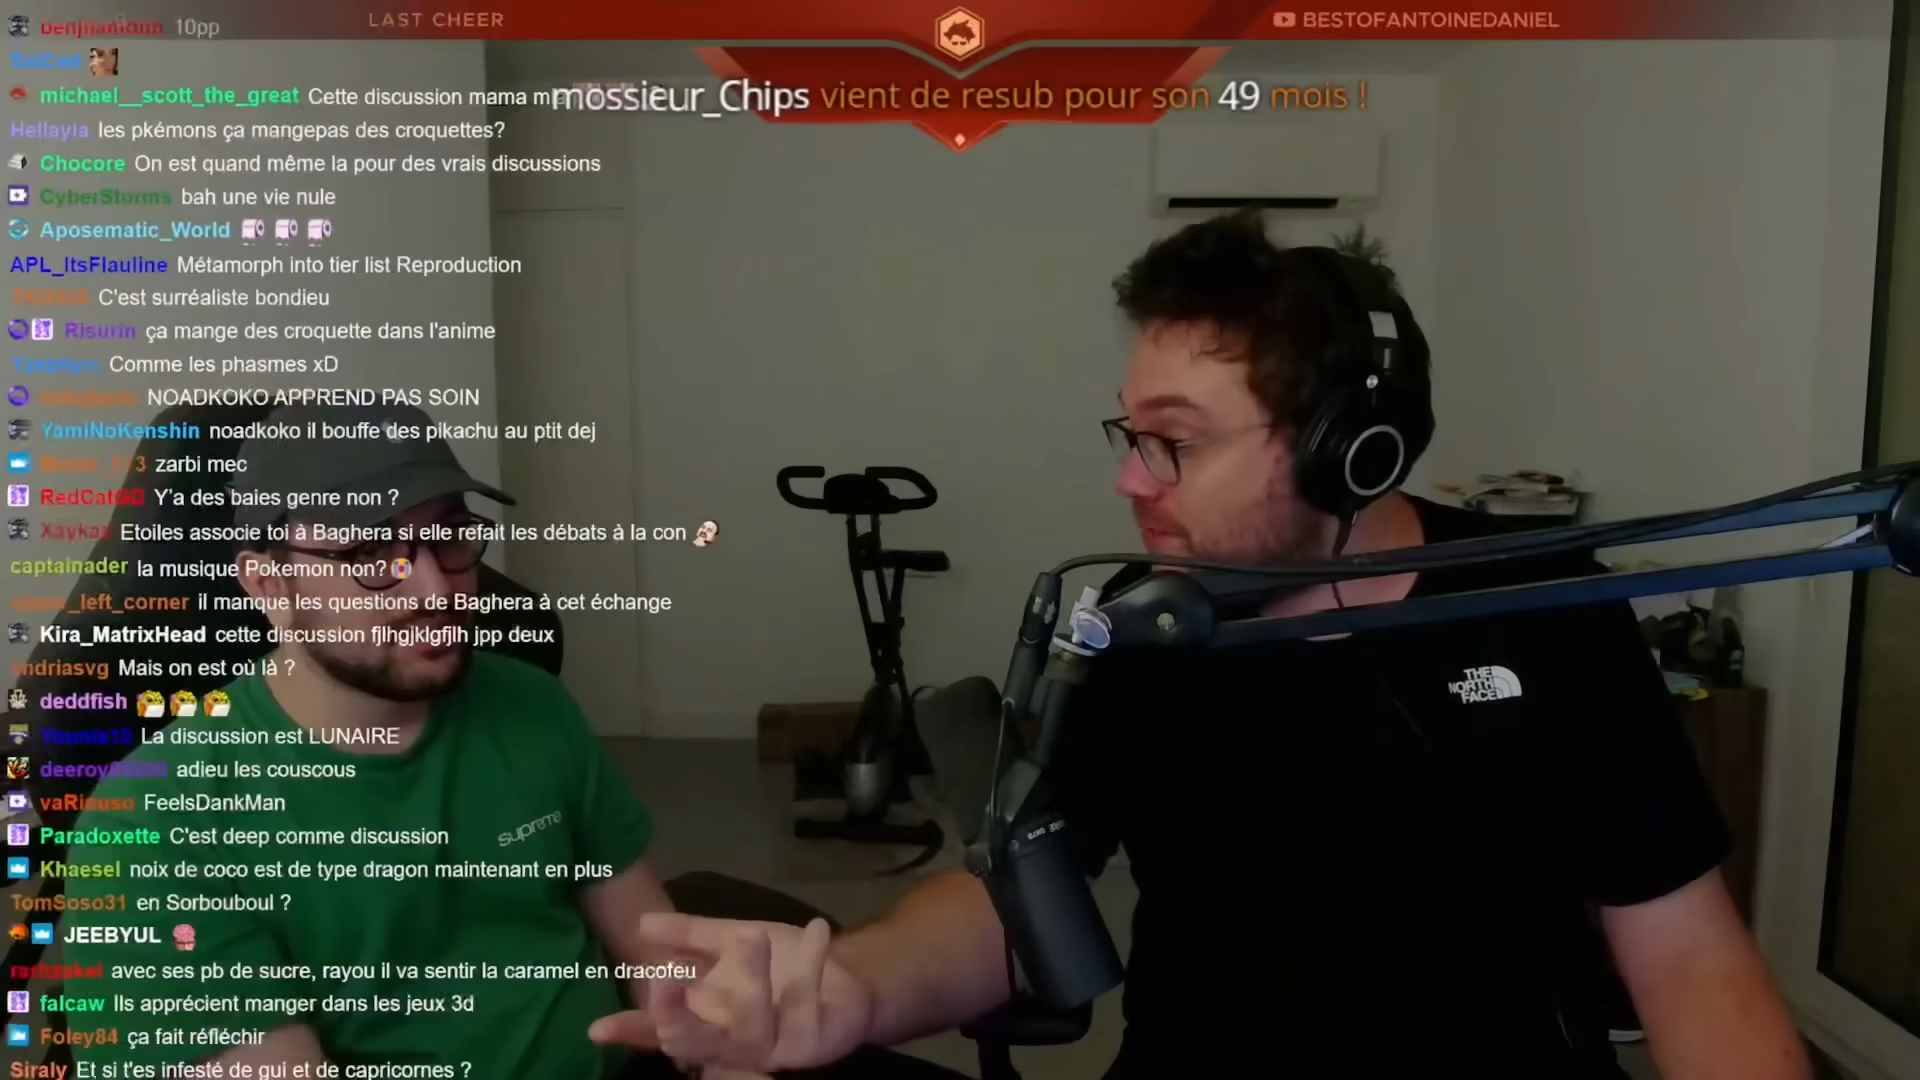 LAST CHEER
BESTOFANTOINEDANIEL
10pp
mossieur_Chips vient de resub pour son 49 mois !
michael__scott_the_great Cette discussion mama
Hellayia les pkémons ça mangepas des croquettes?
Chocore On est quand même la pour des vrais discussions
CyberStorms bah une vie nule
Aposematic_World
APL_ItsFlauline Métamorph into tier list Reproduction
C'est surréaliste bondieu
Risurin ça mange des croquette dans l'anime
Comme les phasmes xD
NOADKOKO APPREND PAS SOIN
YamiNoKenshin noadkoko il bouffe des pikachu au ptit dej
zarbi mec
RedCatGD Y'a des baies genre non ?
Xaykaz Etoiles associe toi à Baghera si elle refait les débats à la con
captainader la musique Pokemon non?
_left_corner il manque les questions de Baghera à cet échange
Kira_MatrixHead cette discussion fjlhgjklgfjlh jpp deux
andriasvg Mais on est où là ?
deddfish
La discussion est LUNAIRE
adieu les couscous
FeelsDankMan
Paradoxette C'est deep comme discussion
Khaesel noix de coco est de type dragon maintenant en plus
TomSoso31 en Sorbouboul ?
JEEBYUL
avec ses pb de sucre, rayou il va sentir la caramel en dracofeu
falcaw Ils apprécient manger dans les jeux 3d
Foley84 ça fait réfléchir
Siraly Et si t'es infesté de gui et de capricornes ?
supreme
THE
NORTH
FACE